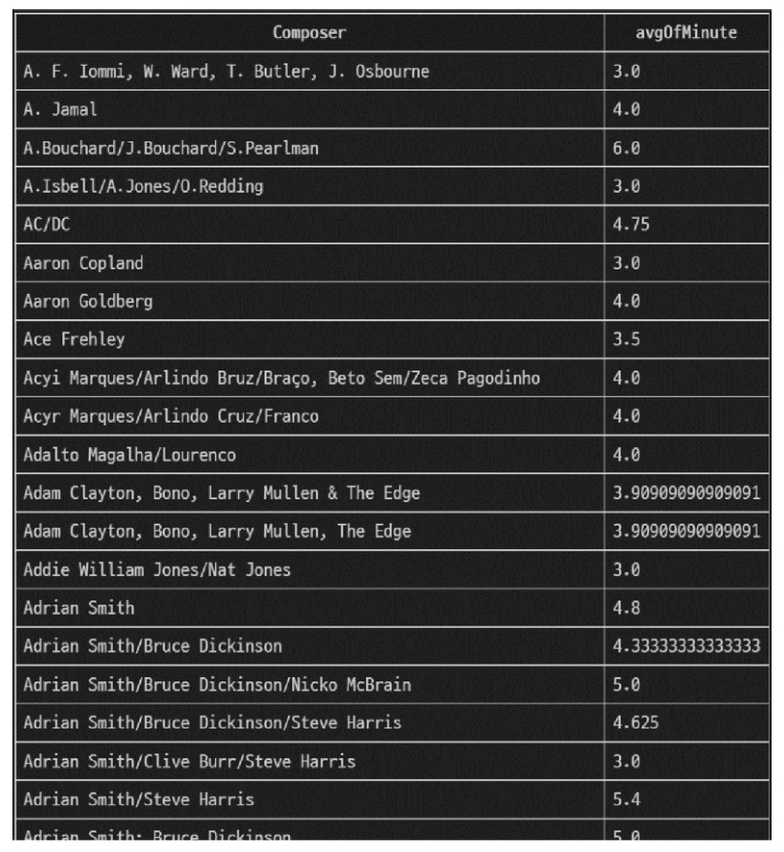 Composer avgOfMinute
A. F. Iommi, W. Ward, T. Butler, J. Osbourne 3.0
A. Jamal 4.0
A.Bouchard/J.Bouchard/S.Pearlman 6.0
A.Isbell/A.Jones/O.Redding 3.0
AC/DC 4.75
Aaron Copland 3.0
Aaron Goldberg 4.0
Ace Frehley 3.5
Acyi Marques/Arlindo Bruz/Braço, Beto Sem/Zeca Pagodinho 4.0
Acyr Marques/Arlindo Cruz/Franco 4.0
Adalto Magalha/Lourenco 4.0
Adam Clayton, Bono, Larry Mullen & The Edge 3.90909090909091
Adam Clayton, Bono, Larry Mullen, The Edge 3.90909090909091
Addie William Jones/Nat Jones 3.0
Adrian Smith 4.8
Adrian Smith/Bruce Dickinson 4.33333333333333
Adrian Smith/Bruce Dickinson/Nicko McBrain 5.0
Adrian Smith/Bruce Dickinson/Steve Harris 4.625
Adrian Smith/Clive Burr/Steve Harris 3.0
Adrian Smith/Steve Harris 5.4
Adrian Smith; Bruce Dickinson 5.0